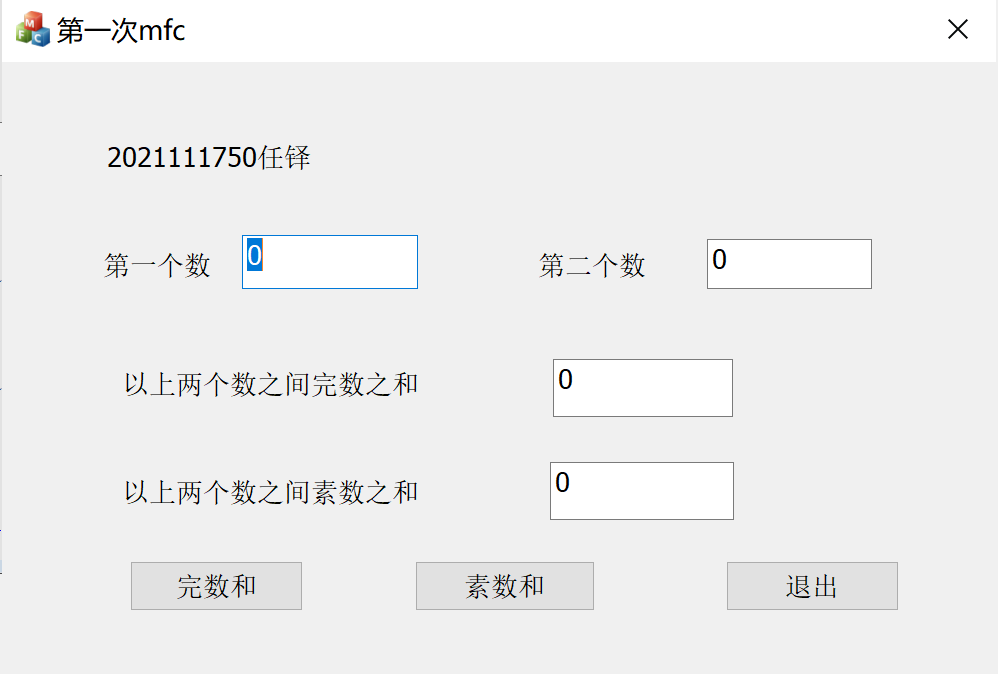 第一次mfc
2021111750任铎
第一个数 0 第二个数 0
以上两个数之间完数之和 0
以上两个数之间素数之和 0
完数和 素数和 退出